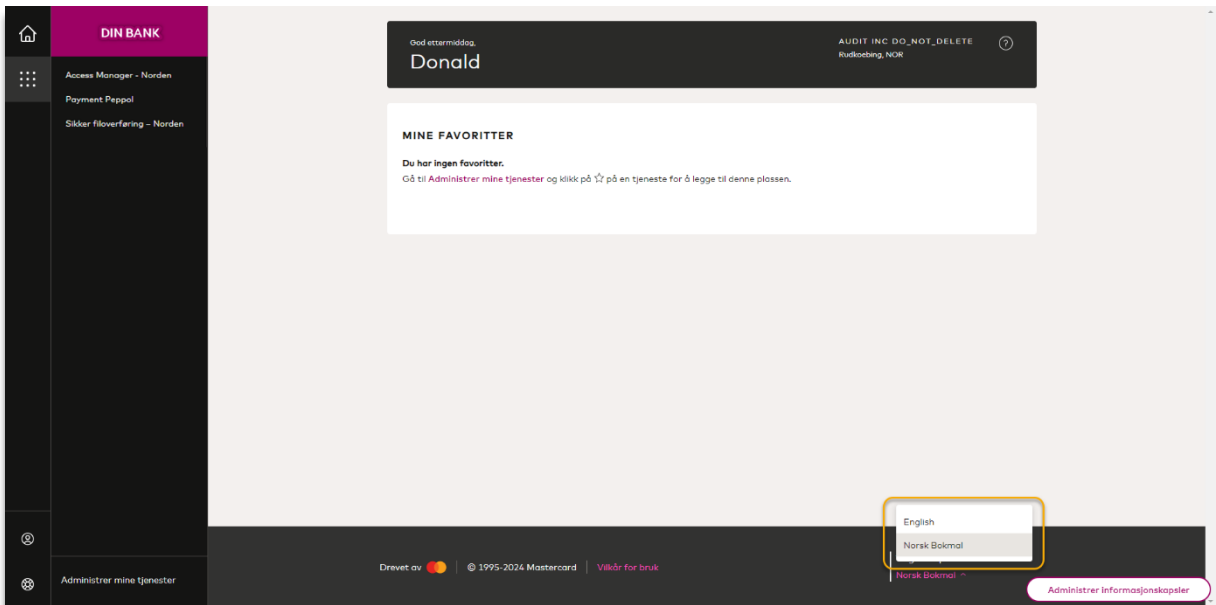 DIN BANK
Access Manager - Norden
Payment Peppol
Sikker filoverføring – Norden
Administrer mine tjenester
God ettermiddag,
Donald
AUDIT INC DO_NOT_DELETE
Rudkoebing, NOR
?
MINE FAVORITTER
Du har ingen favoritter.
Gå til Administrer mine tjenester og klikk på ☆ på en tjeneste for å legge til denne plassen.
English
Norsk Bokmal
Drevet av
© 1995-2024 Mastercard
Vilkår for bruk
Norsk Bokmal
Administrer informasjonskapsler